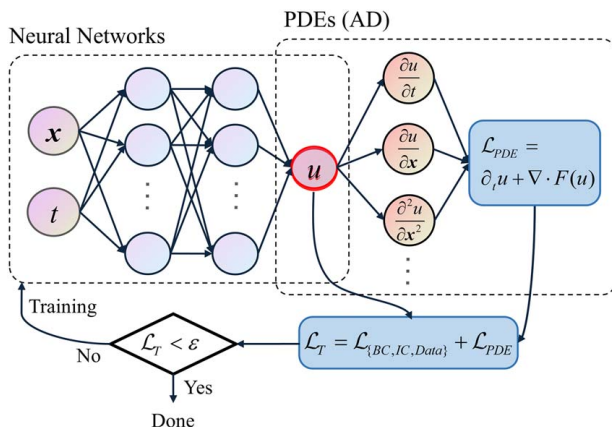 PDEs (AD)
Neural Networks
x
t
u
∂u/∂t
∂u/∂x
∂²u/∂x²
ℒ_PDE =
∂_t u + ∇ · F(u)
Training
No
ℒ_T < ε
ℒ_T = ℒ_{BC,IC,Data} + ℒ_PDE
Yes
Done